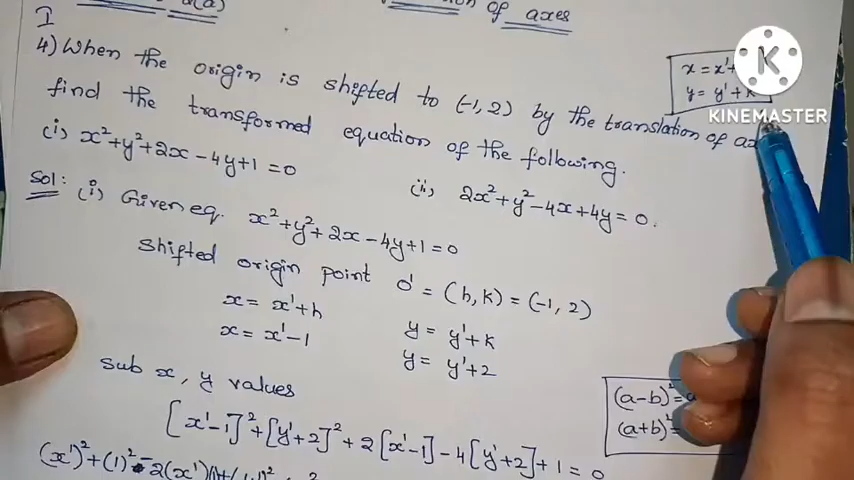 of axes
I
4) When the origin is shifted to (-1, 2) by the translation of
find the transformed equation of the following.
(i) x²+y²+2x-4y+1=0
(ii) 2x²+y²-4x+4y=0.
Sol: (i) Given eq. x²+y²+2x-4y+1=0
Shifted origin point O' = (h, k) = (-1, 2)
x = x'+h
y = y'+k
x = x'-1
y = y'+2
Sub x, y values
[x'-1]²+[y'+2]²+2[x'-1]-4[y'+2]+1=0
(x')²+(1)²-2(x')
x = x'+
y = y'+k
K
KINEMASTER
(a-b)²=
(a+b)²=